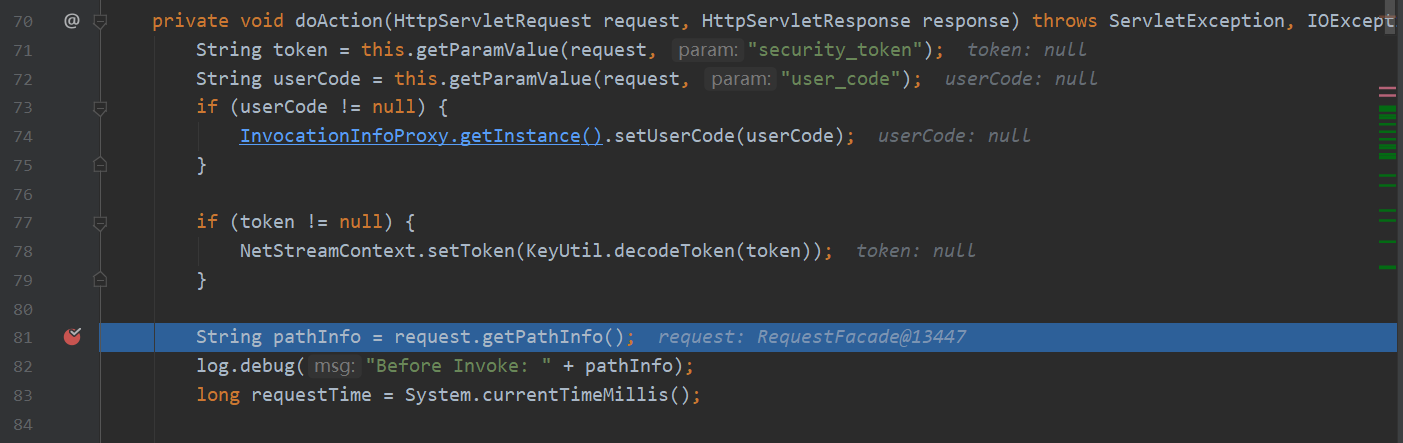 70 @ private void doAction(HttpServletRequest request, HttpServletResponse response) throws ServletException, IOExcept
71 String token = this.getParamValue(request, param: "security_token"); token: null
72 String userCode = this.getParamValue(request, param: "user_code"); userCode: null
73 if (userCode != null) {
74 InvocationInfoProxy.getInstance().setUserCode(userCode); userCode: null
75 }
76
77 if (token != null) {
78 NetStreamContext.setToken(KeyUtil.decodeToken(token)); token: null
79 }
80
81 String pathInfo = request.getPathInfo(); request: RequestFacade@13447
82 log.debug( msg: "Before Invoke: " + pathInfo);
83 long requestTime = System.currentTimeMillis();
84